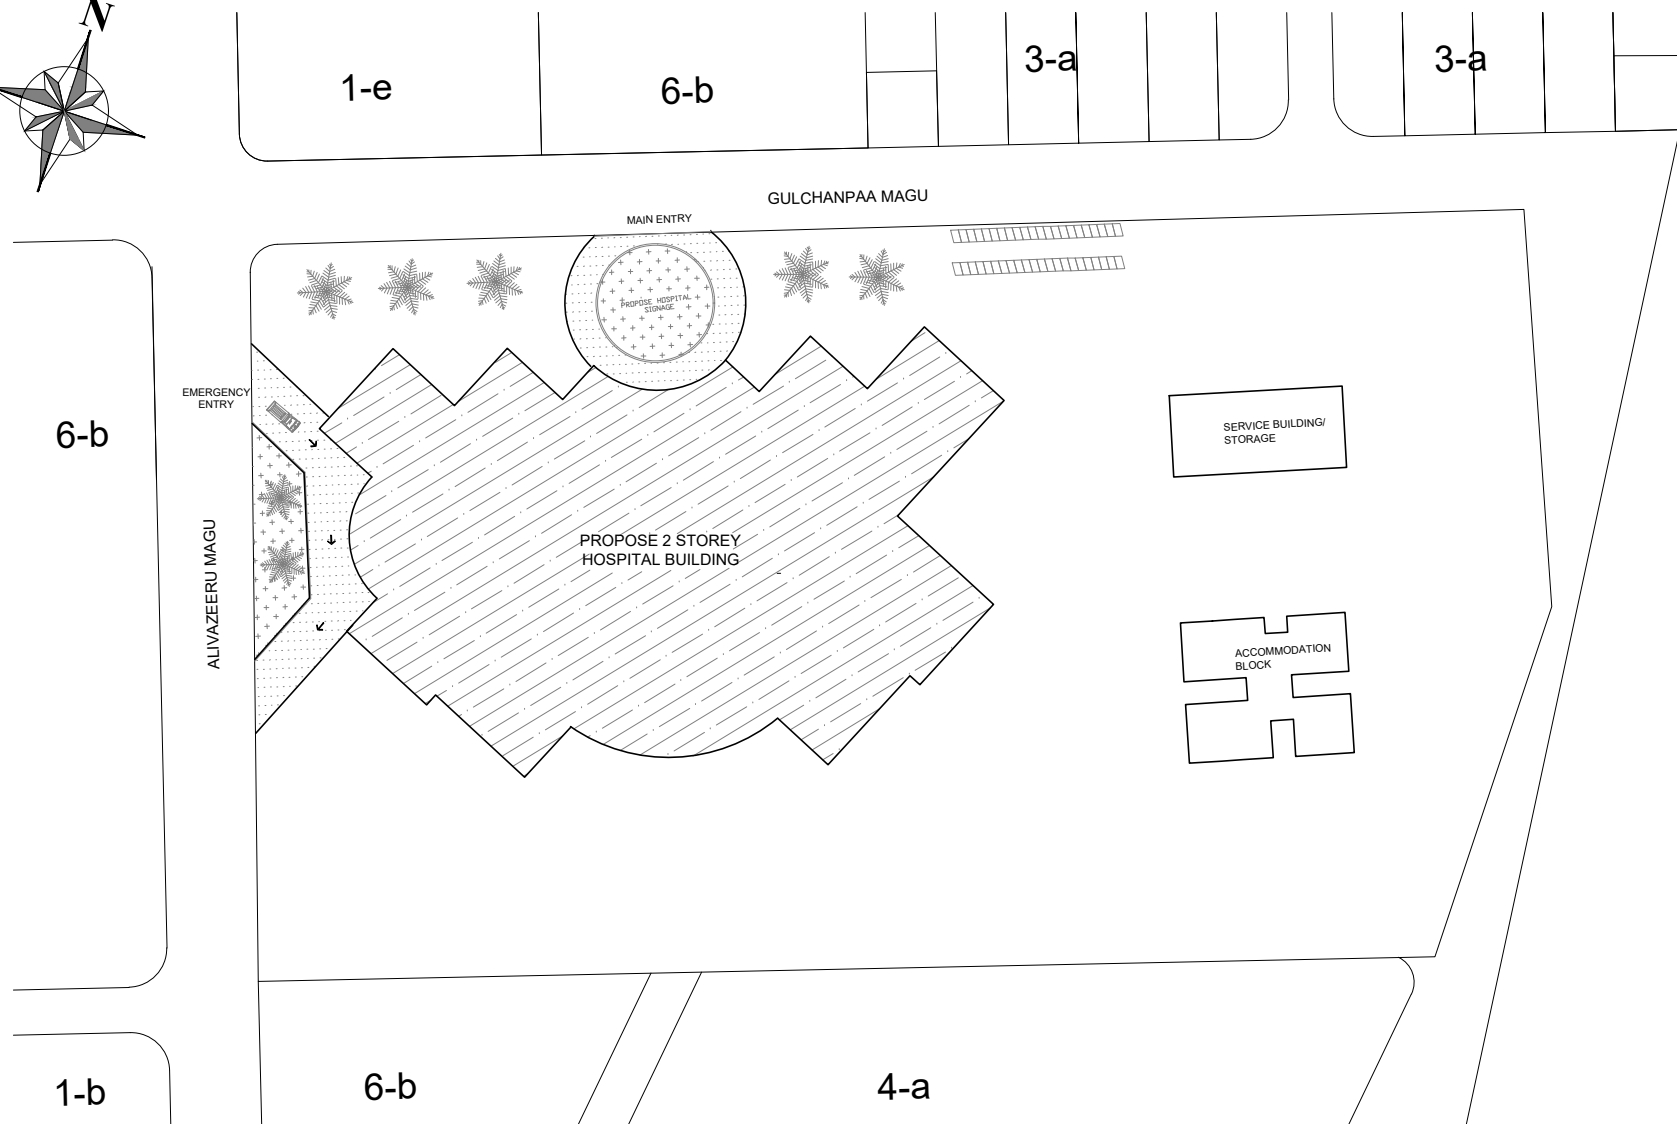 N
1-e
6-b
3-a
3-a
GULCHANPAA MAGU
MAIN ENTRY
PROPOSE HOSPITAL
SIGNAGE
EMERGENCY
ENTRY
6-b
SERVICE BUILDING/
STORAGE
PROPOSE 2 STOREY
HOSPITAL BUILDING
ALIVAZEERU MAGU
ACCOMMODATION
BLOCK
1-b
6-b
4-a